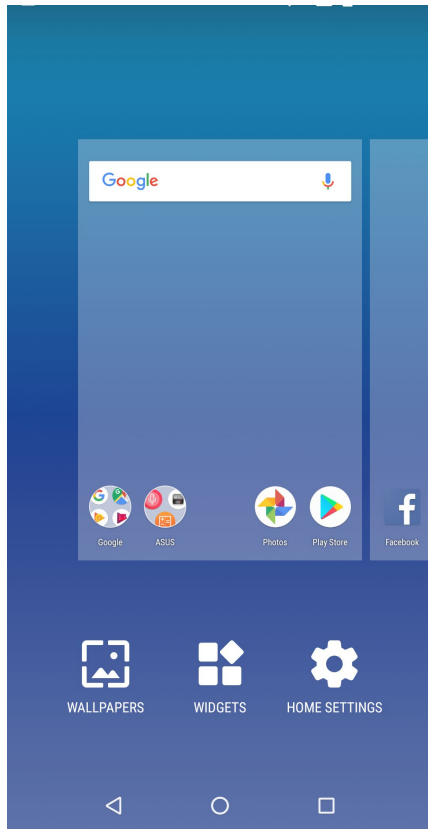 Google
Google
ASUS
Photos
Play Store
Facebook
WALLPAPERS
WIDGETS
HOME SETTINGS